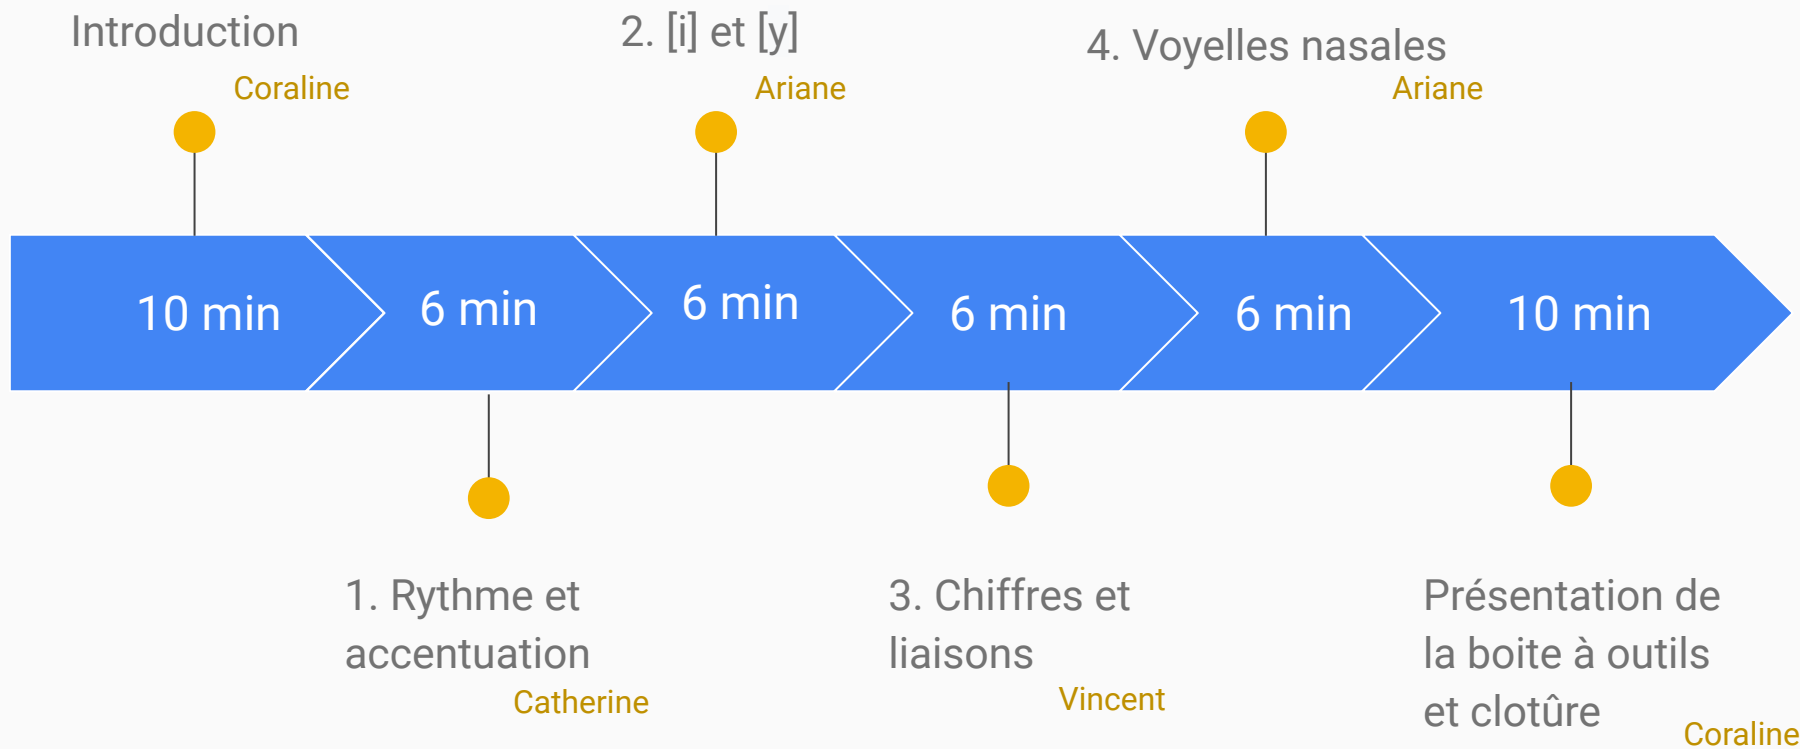 Introduction
Coraline
2. [i] et [y]
Ariane
4. Voyelles nasales
Ariane
10 min
6 min
6 min
6 min
6 min
10 min
1. Rythme et
accentuation
Catherine
3. Chiffres et
liaisons
Vincent
Présentation de
la boite à outils
et clotûre
Coraline